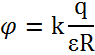 φ = k q/εR